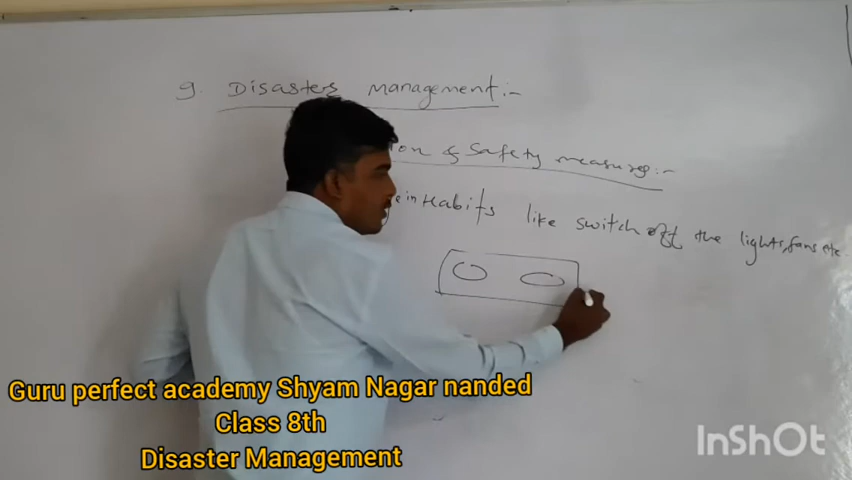 9. Disasters management:-
on & Safety measures:-
in Habits like switch off the lights, fans etc.
Guru perfect academy Shyam Nagar nanded
Class 8th
Disaster Management
InShOt